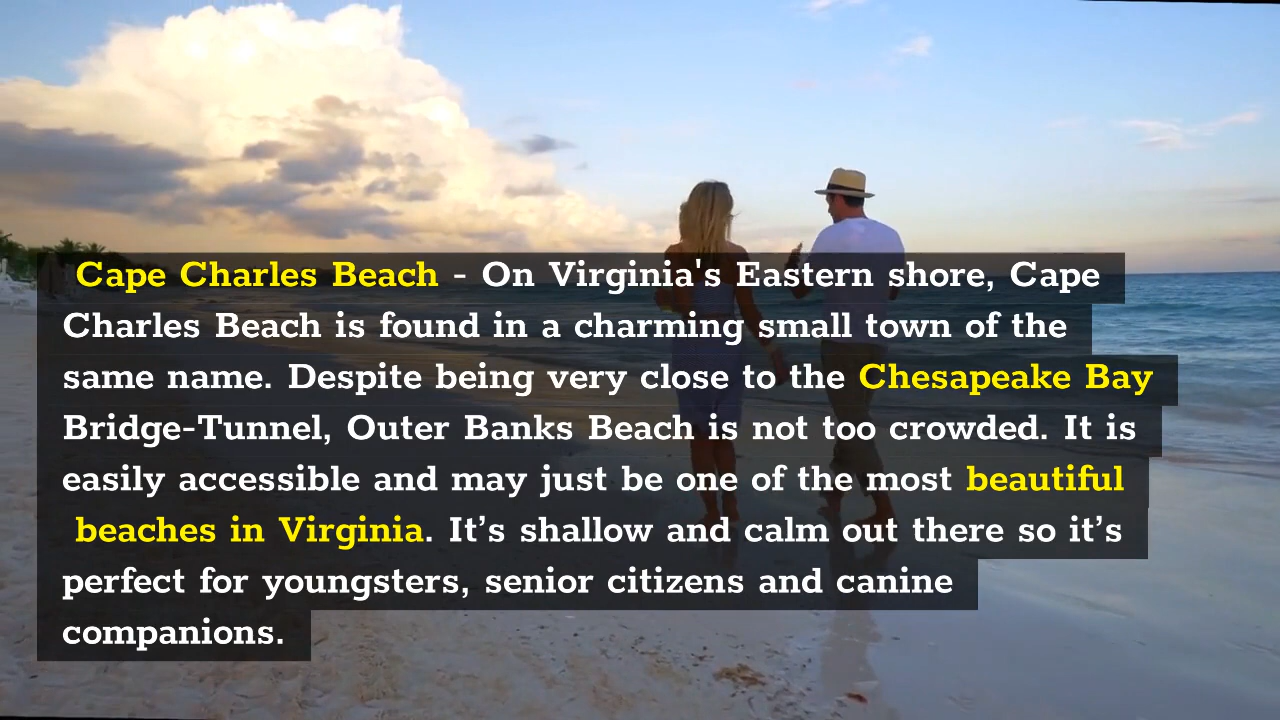 Cape Charles Beach - On Virginia's Eastern shore, Cape
Charles Beach is found in a charming small town of the
same name. Despite being very close to the Chesapeake Bay
Bridge-Tunnel, Outer Banks Beach is not too crowded. It is
easily accessible and may just be one of the most beautiful
beaches in Virginia. It’s shallow and calm out there so it’s
perfect for youngsters, senior citizens and canine
companions.